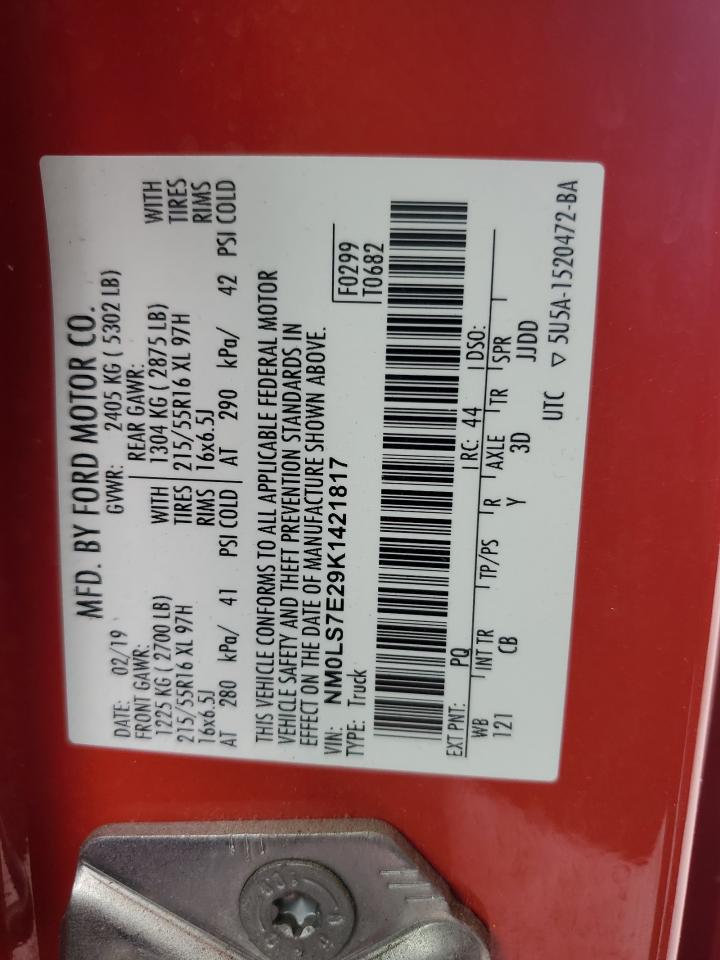 MFD. BY FORD MOTOR CO.
DATE: 02/19 GVWR: 2405 KG ( 5302 LB)
FRONT GAWR: REAR GAWR:
1225 KG ( 2700 LB) WITH 1304 KG ( 2875 LB) WITH
215/55R16 XL 97H TIRES 215/55R16 XL 97H TIRES
16x6.5J RIMS 16x6.5J RIMS
AT 280 kPa/ 41 PSI COLD AT 290 kPa/ 42 PSI COLD
THIS VEHICLE CONFORMS TO ALL APPLICABLE FEDERAL MOTOR
VEHICLE SAFETY AND THEFT PREVENTION STANDARDS IN
EFFECT ON THE DATE OF MANUFACTURE SHOWN ABOVE.
VIN: NM0LS7E29K1421817 F0299
TYPE: Truck T0682
EXT PNT: PQ RC: 44 DSO:
WB INT TR TP/PS R AXLE TR SPR
121 CB Y 3D JJDD
UTC ▽ 5U5A-1520472-BA